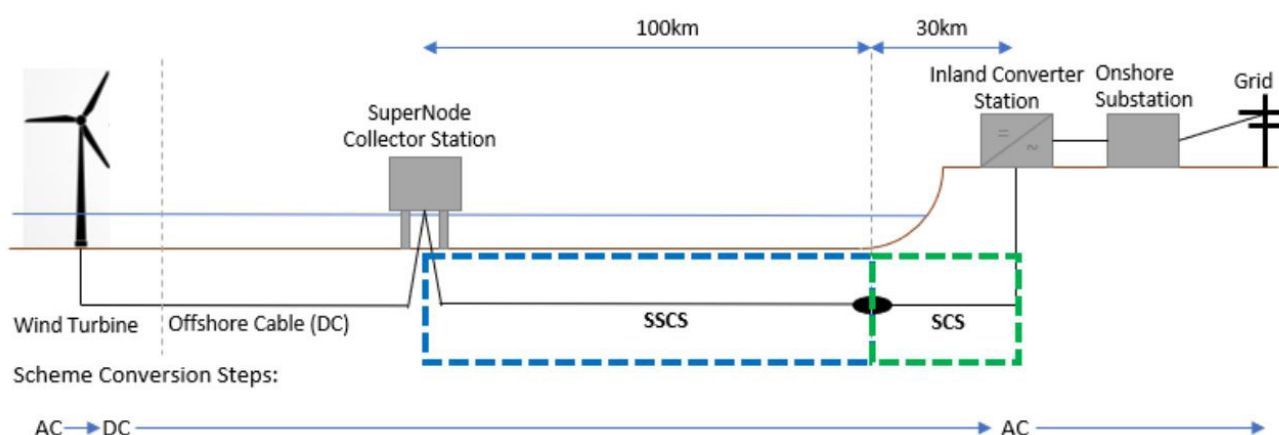 100km
30km
Inland Converter
Station
Onshore
Substation
Grid
SuperNode
Collector Station
=
~
Wind Turbine
Offshore Cable (DC)
SSCS
SCS
Scheme Conversion Steps:
AC DC AC